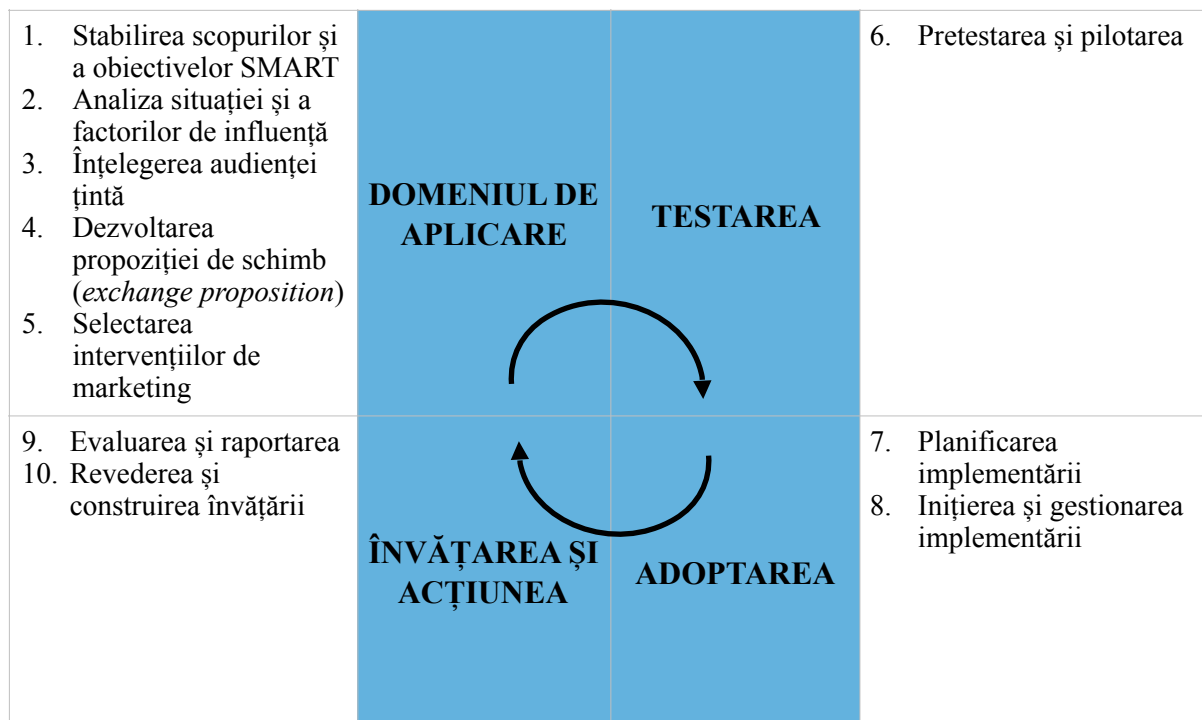 1. Stabilirea scopurilor și
a obiectivelor SMART
2. Analiza situației și a
factorilor de influență
3. Înțelegerea audienței
țintă
4. Dezvoltarea
propoziției de schimb
(exchange proposition)
5. Selectarea
intervențiilor de
marketing
DOMENIUL DE
APLICARE
TESTAREA
6. Pretestarea și pilotarea
9. Evaluarea și raportarea
10. Revederea și
construirea învățării
ÎNVĂȚAREA ȘI
ACȚIUNEA
ADOPTAREA
7. Planificarea
implementării
8. Inițierea și gestionarea
implementării